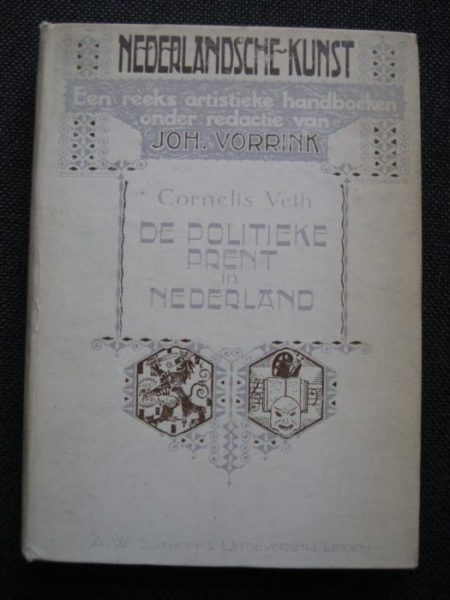 NEDERLANDSCHE-KUNST
Een reeks artistieke handboeken
onder redactie van
JOH. VORRINK
Cornelis Veth
DE POLITIEKE
PRENT
in
NEDERLAND
A.W. SIJTHOFF'S UITGEVERSMIJ. LEIDEN